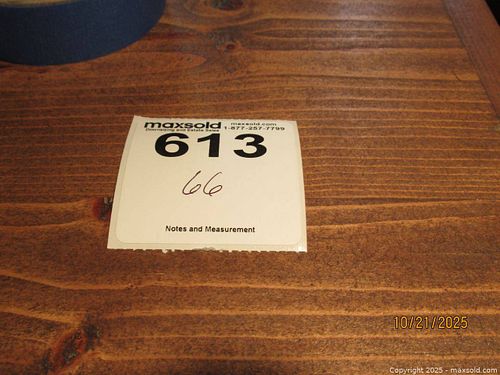 maxsold maxsold.com
Downsizing and Estate Sales 1-877-257-7799
613
66
Notes and Measurement
10/21/2025
Copyright 2025 - maxsold.com